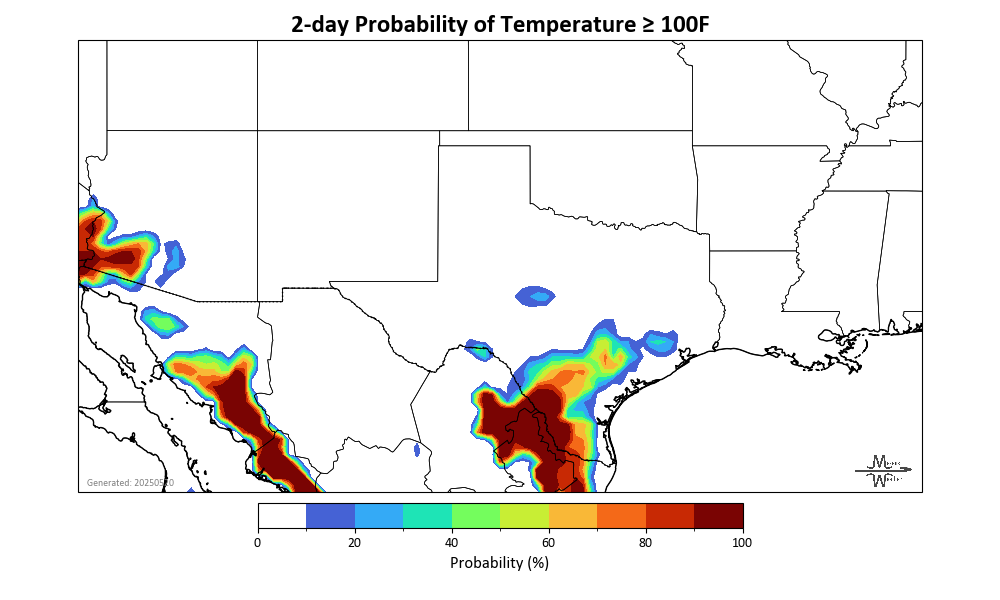 2-day Probability of Temperature ≥ 100F
Generated: 20250520
0 20 40 60 80 100
Probability (%)